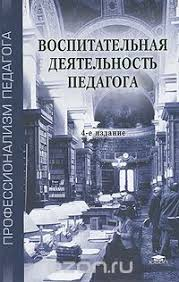 ПРОФЕССИОНАЛИЗМ ПЕДАГОГА
ВОСПИТАТЕЛЬНАЯ
ДЕЯТЕЛЬНОСТЬ
ПЕДАГОГА
4-е издание
ozon.ru